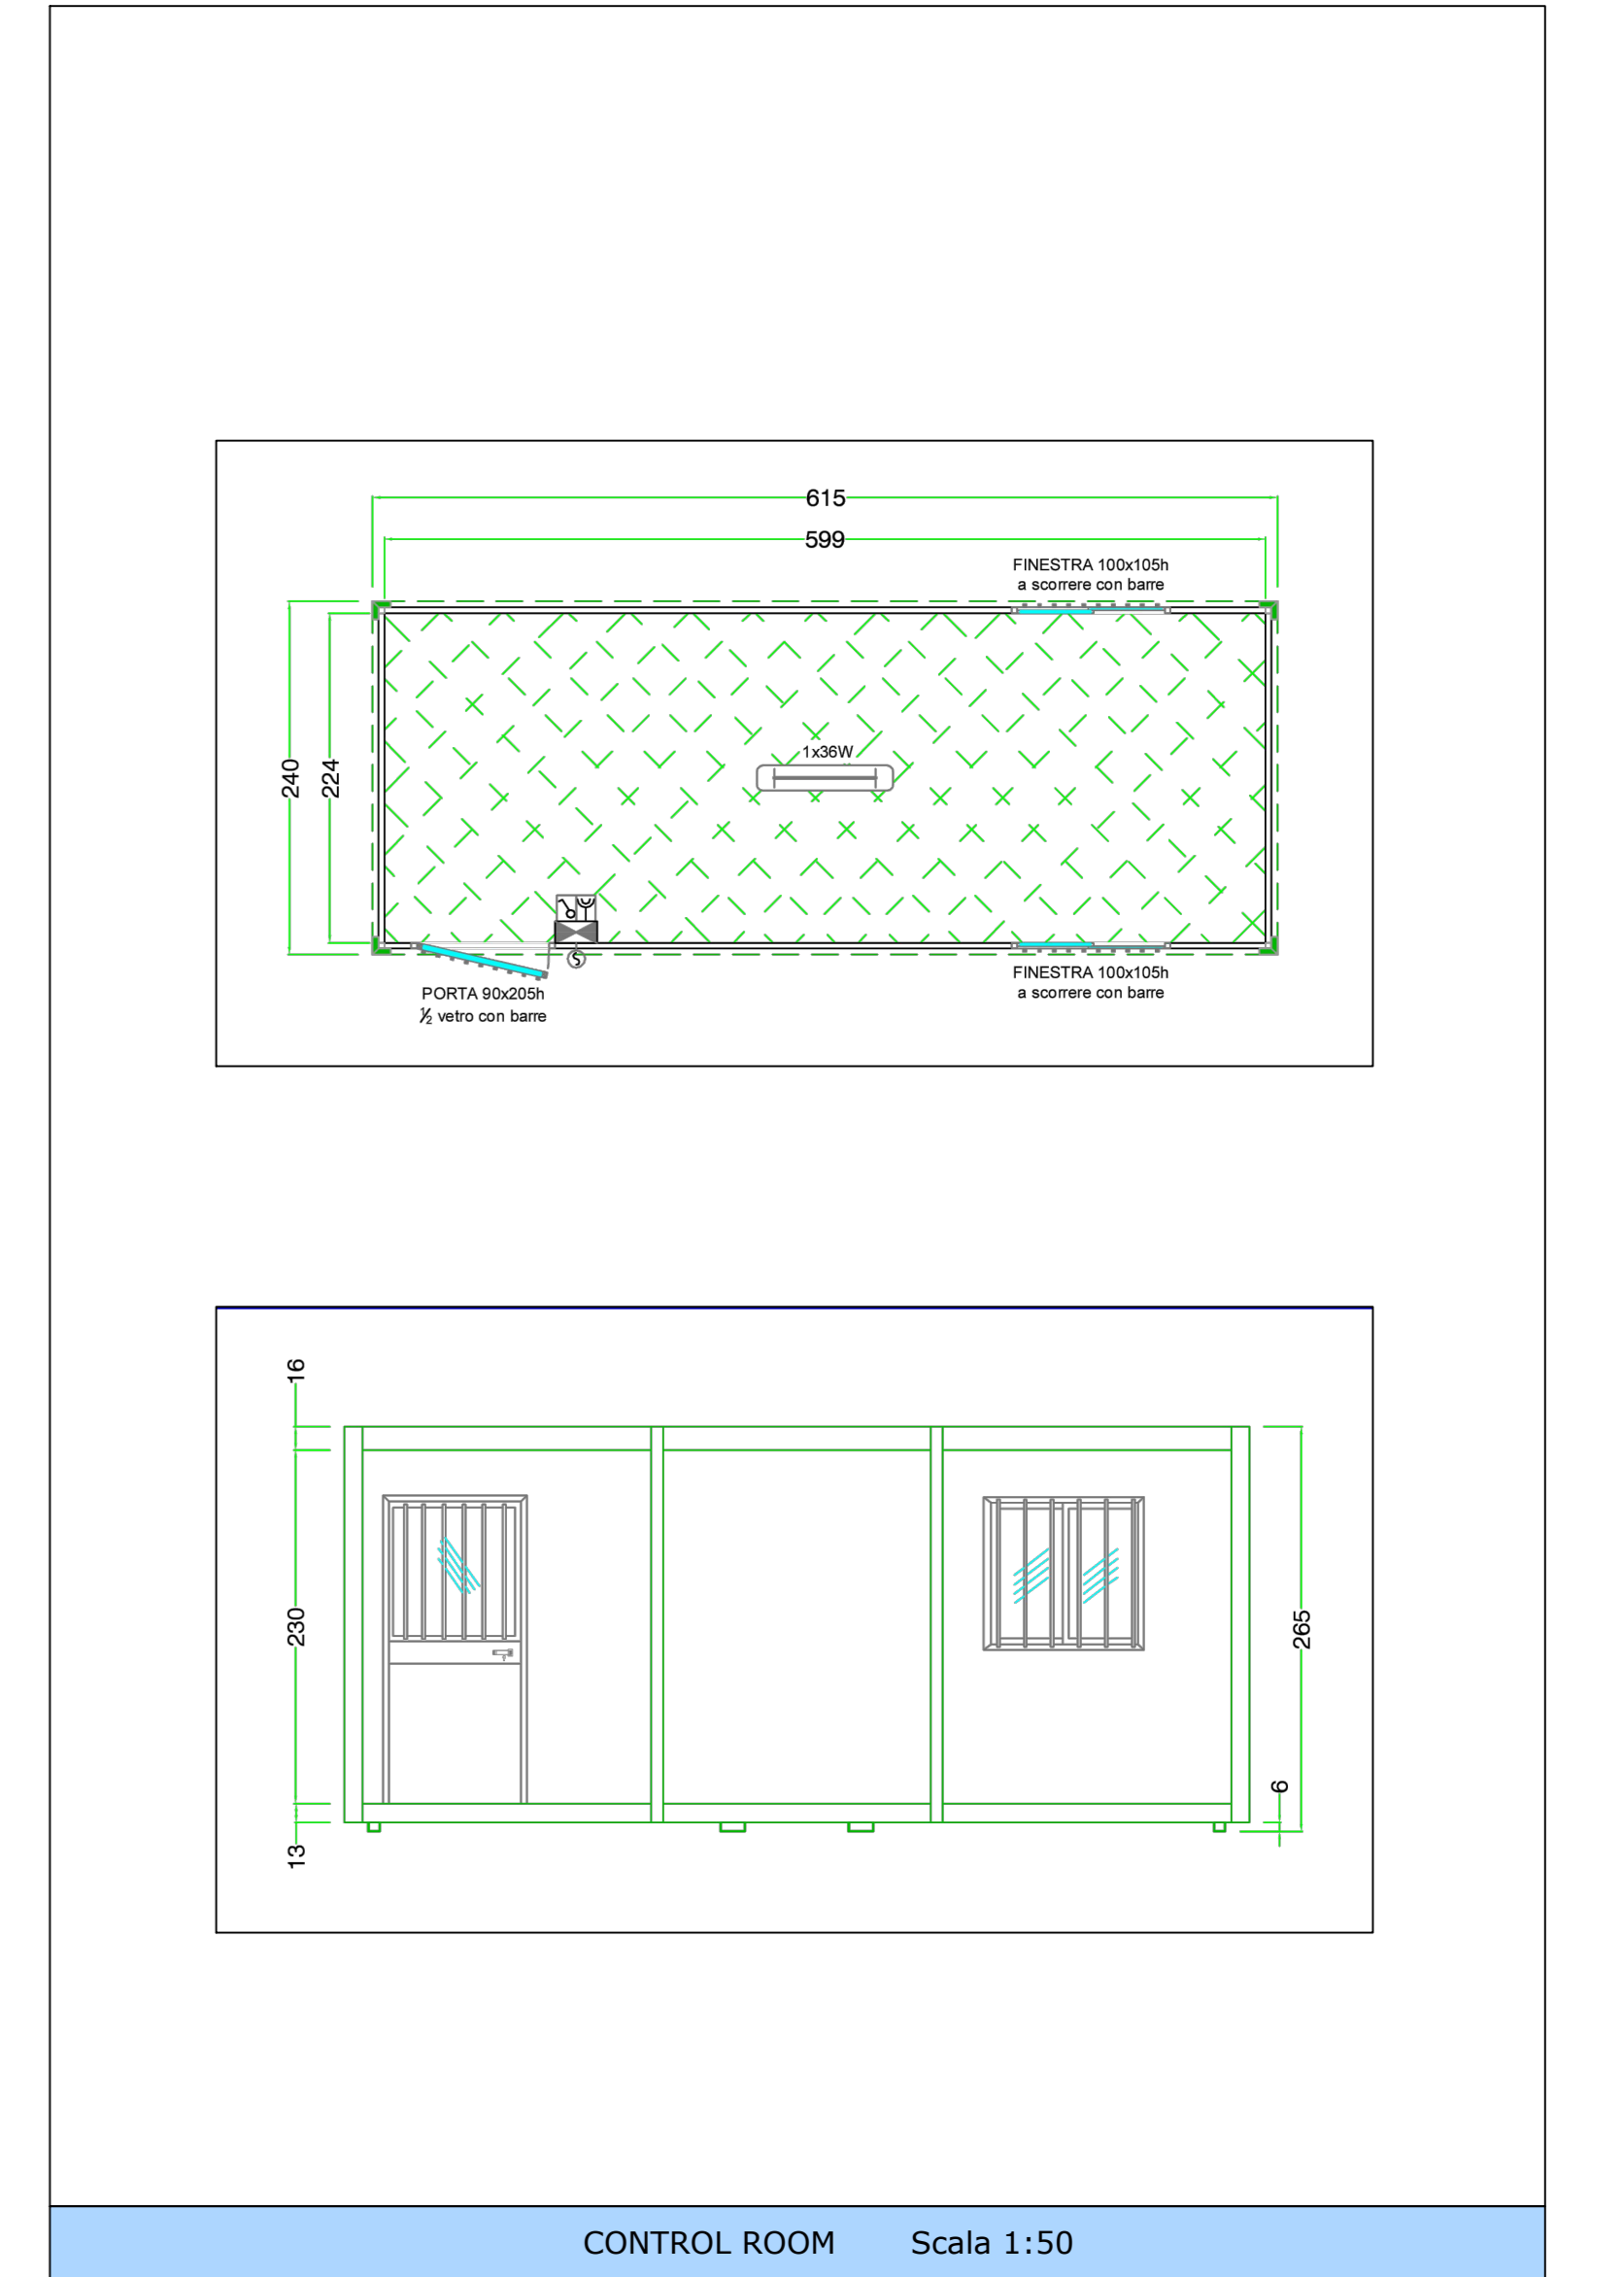 615
599
FINESTRA 100x105h
a scorrere con barre
240
224
1x36W
S
FINESTRA 100x105h
a scorrere con barre
PORTA 90x205h
½ vetro con barre
16
230
265
6
13
CONTROL ROOM Scala 1:50